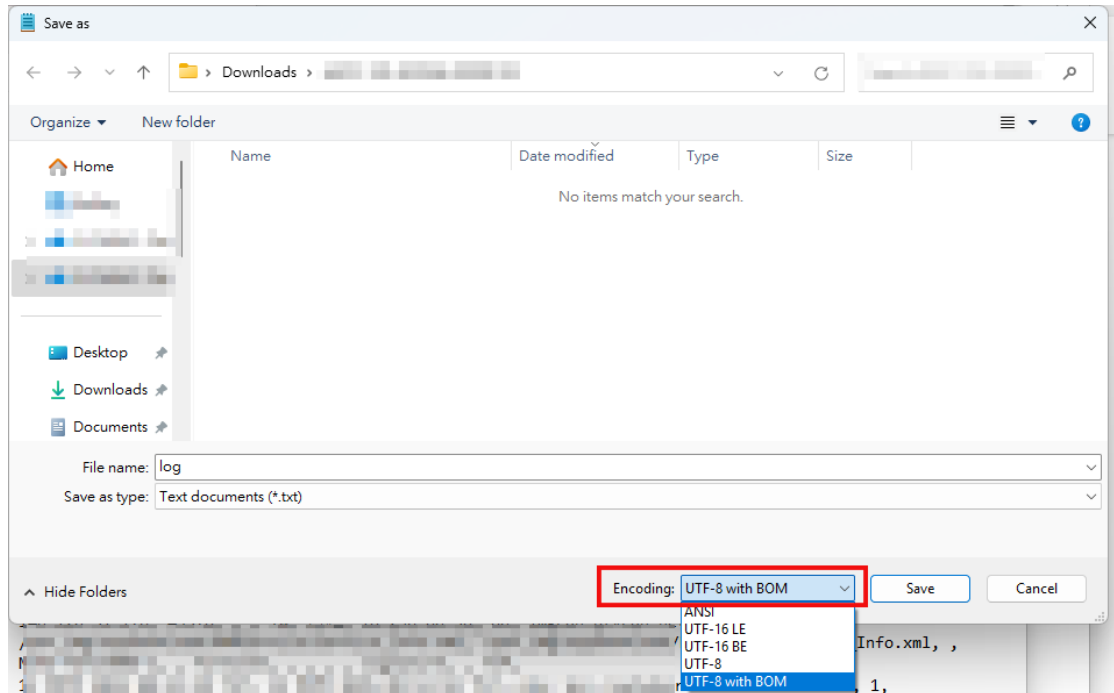 Save as
Downloads
Organize
New folder
Home
Name
Date modified
Type
Size
No items match your search.
Desktop
Downloads
Documents
File name: log
Save as type: Text documents (*.txt)
Hide Folders
Encoding: UTF-8 with BOM
Save
Cancel
ANSI
UTF-16 LE
UTF-16 BE
UTF-8
UTF-8 with BOM
Info.xml, ,
1, 1,